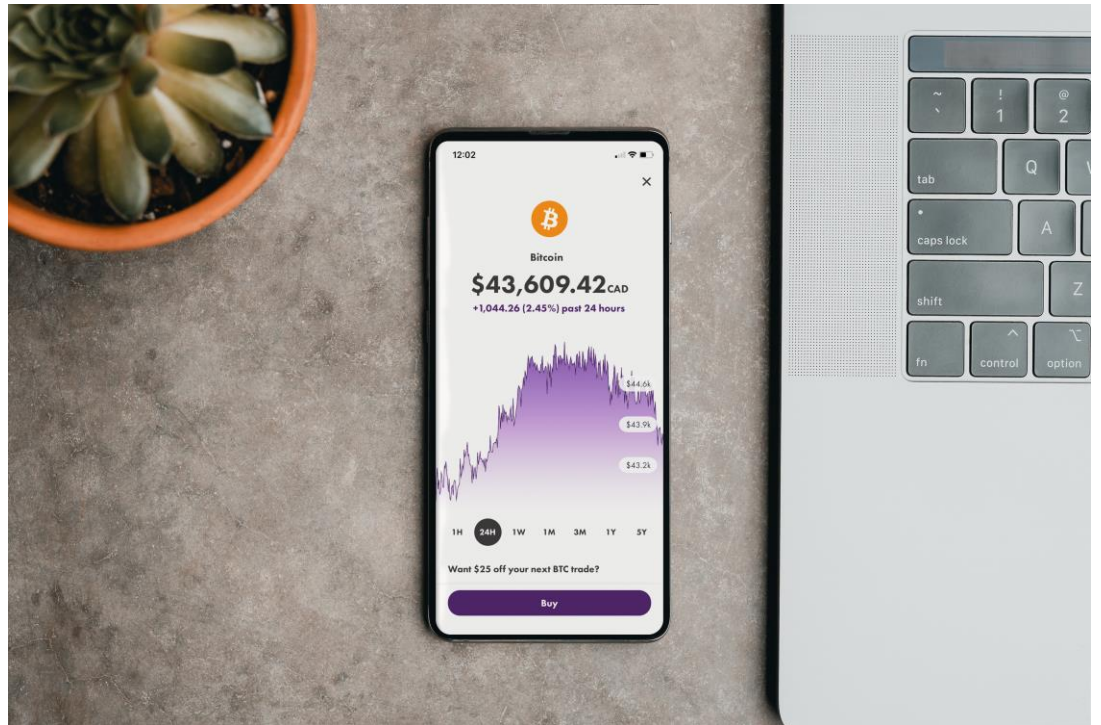 12:02
Bitcoin
$43,609.42 CAD
+1,044.26 (2.45%) past 24 hours
$44.6k
$43.9k
$43.2k
1H 24H 1W 1M 3M 1Y 5Y
Want $25 off your next BTC trade?
Buy
~ ! @
` 1 2
tab Q
caps lock A
shift Z
fn control option